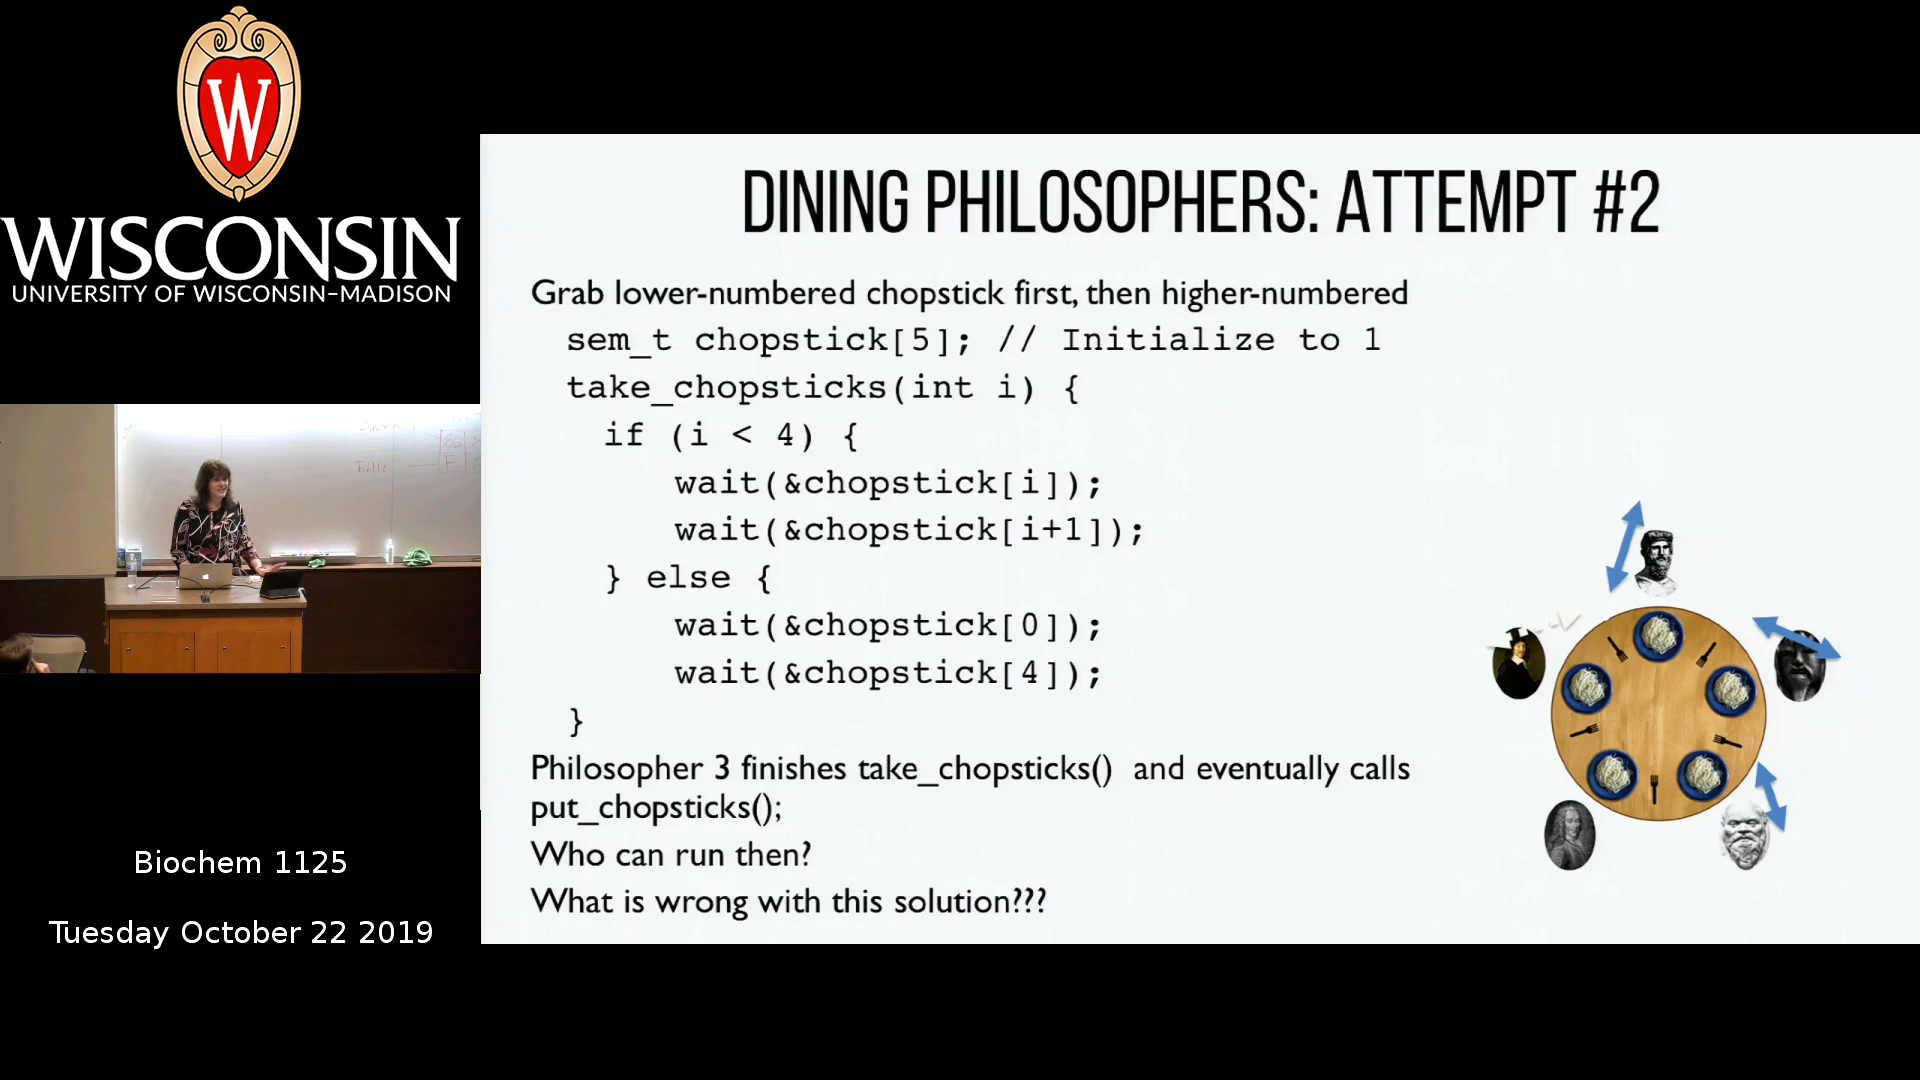 W
WISCONSIN
UNIVERSITY OF WISCONSIN–MADISON
DINING PHILOSOPHERS: ATTEMPT #2
Grab lower-numbered chopstick first, then higher-numbered
sem_t chopstick[5]; // Initialize to 1
take_chopsticks(int i) {
if (i < 4) {
wait(&chopstick[i]);
wait(&chopstick[i+1]);
} else {
wait(&chopstick[0]);
wait(&chopstick[4]);
}
Philosopher 3 finishes take_chopsticks() and eventually calls
put_chopsticks();
Who can run then?
What is wrong with this solution???
Biochem 1125
Tuesday October 22 2019